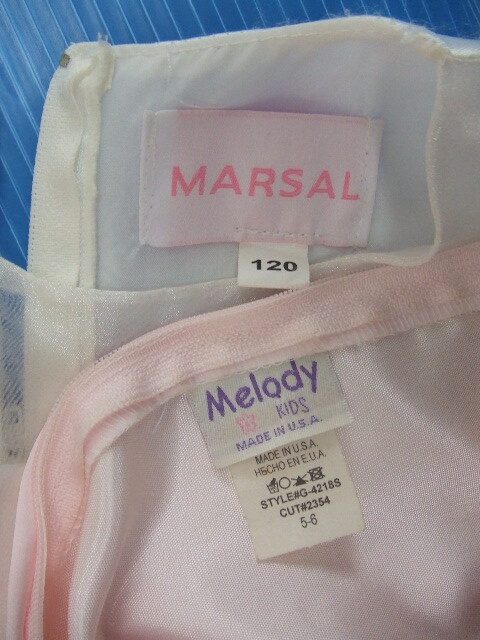 MARSAL
120
Melody
KIDS
MADE IN U.S.A.
MADE IN U.S.A.
HECHO EN E.U.A.
STYLE#G-4218S
CUT#2354
5-6